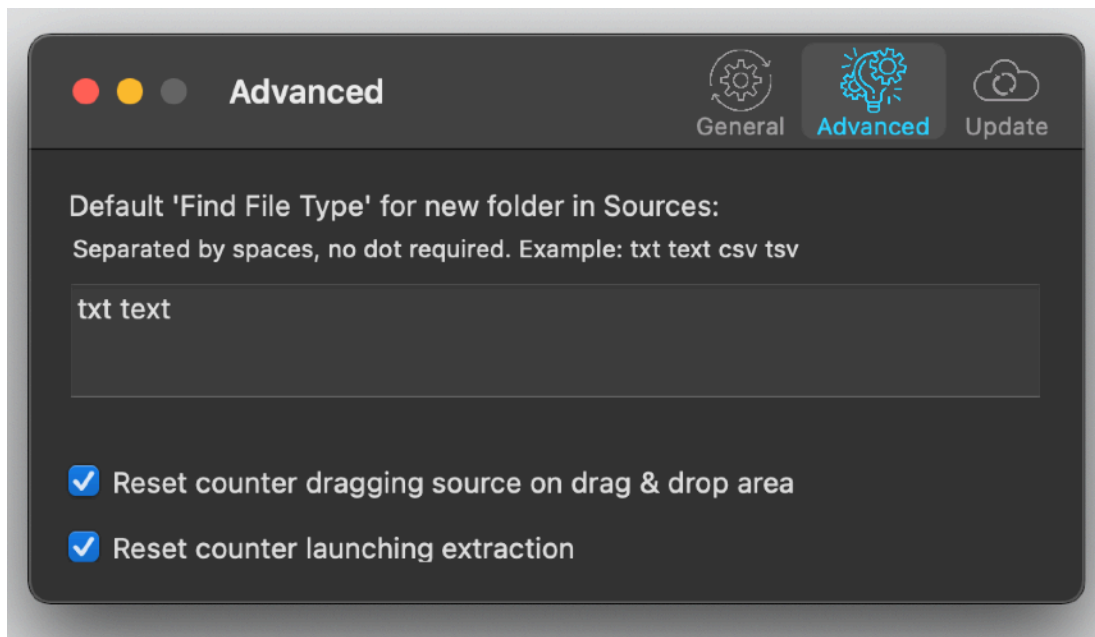 Advanced
General
Advanced
Update
Default 'Find File Type' for new folder in Sources:
Separated by spaces, no dot required. Example: txt text csv tsv
txt text
Reset counter dragging source on drag & drop area
Reset counter launching extraction